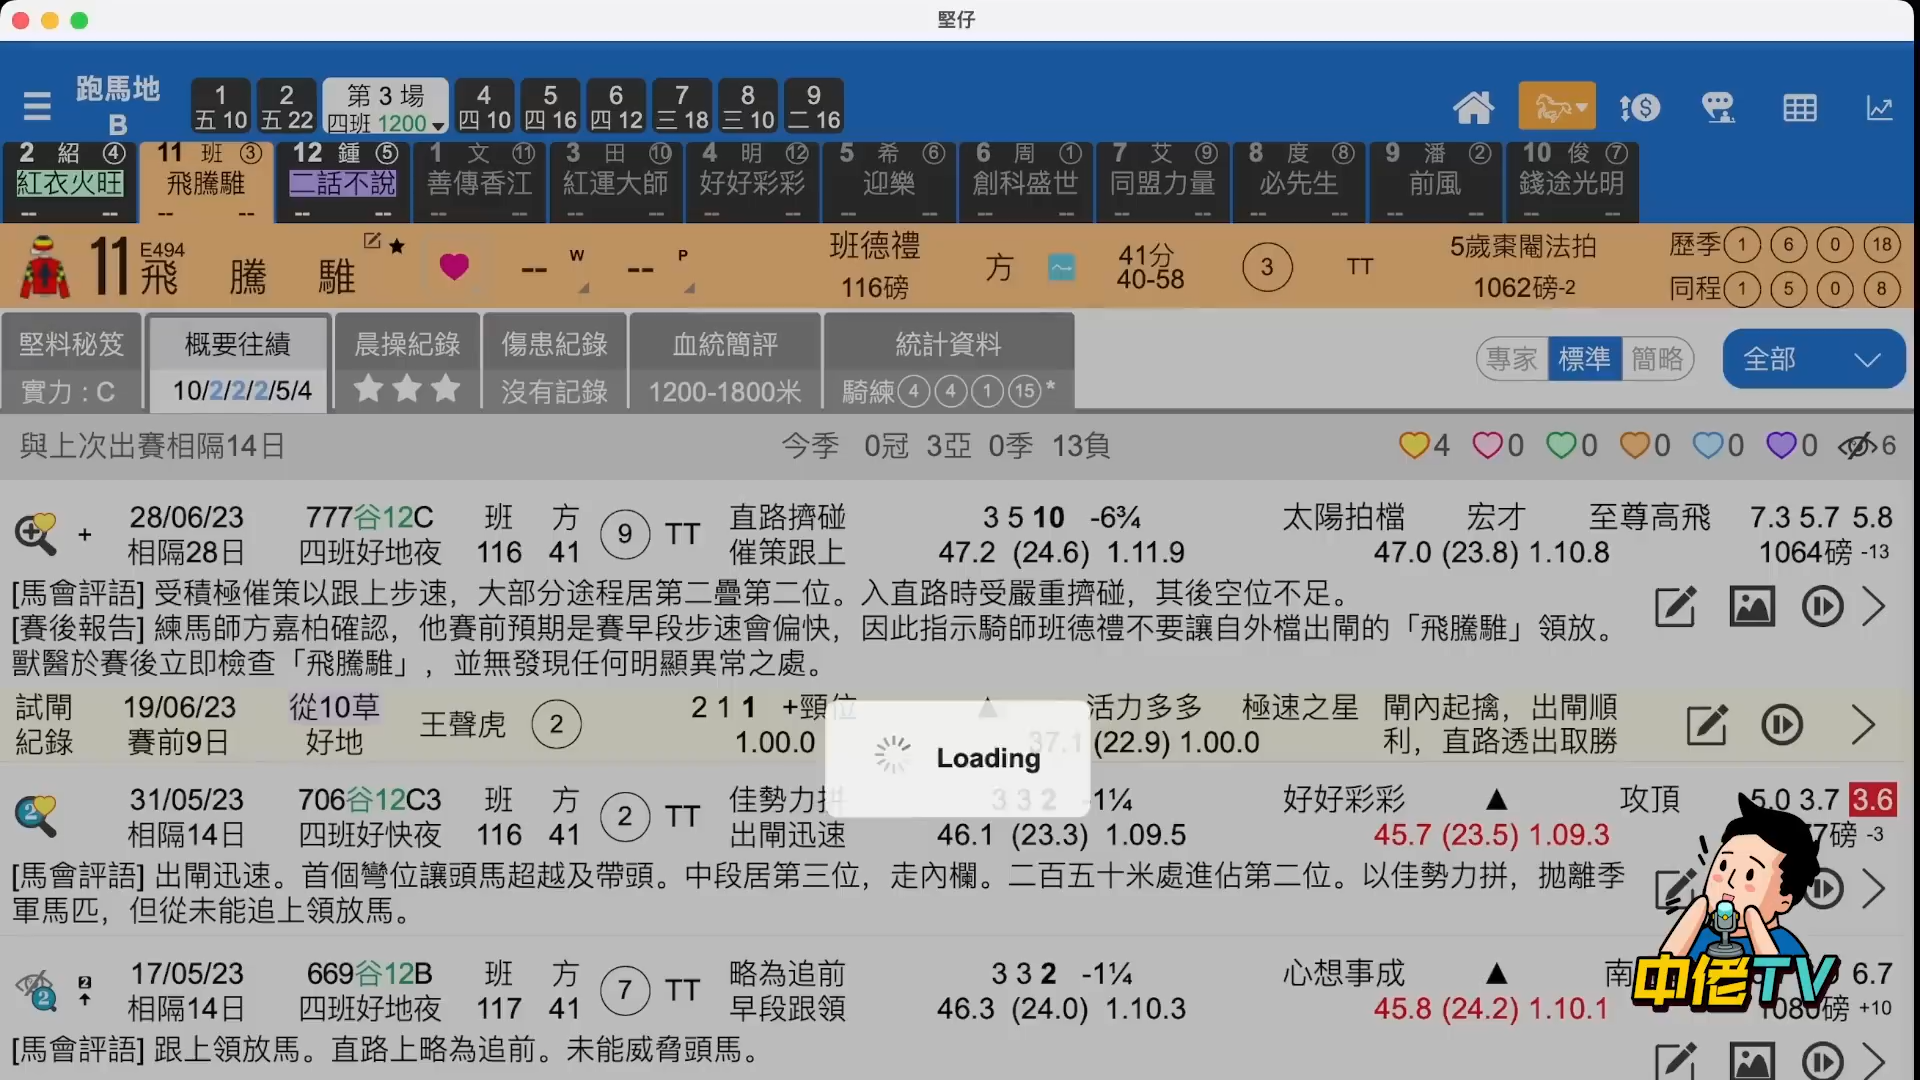 堅仔
跑馬地 B
1 五 10
2 五 22
第 3 場 四班 1200
4 四 10
5 四 16
6 四 12
7 三 18
8 三 10
9 二 16
2 紹 4 紅衣火旺 -- --
11 班 3 飛騰騅 -- --
12 鍾 5 二話不說 -- --
1 文 11 善傳香江 -- --
3 田 10 紅運大師 -- --
4 明 12 好好彩彩 -- --
5 希 6 迎樂 -- --
6 周 1 創科盛世 -- --
7 艾 9 同盟力量 -- --
8 度 8 必先生 -- --
9 潘 2 前風 -- --
10 俊 7 錢途光明 -- --
11 E494 飛騰騅 -- W -- P 班德禮 116磅 方 41分 40-58 3 TT 5歲棗閹法拍 1062磅-2
歷季 1 6 0 18
同程 1 5 0 8
堅料秘笈 概要往績 晨操紀錄 傷患紀錄 血統簡評 統計資料 專家 標準 簡略 全部
實力 : C 10/2/2/2/5/4 ★★★ 沒有記錄 1200-1800米 騎練 4 4 1 15 *
與上次出賽相隔14日 今季 0冠 3亞 0季 13負 4 0 0 0 0 0 6
+ 28/06/23 777谷12C 班 方 9 TT 直路擠碰 3 5 10 -6¾ 太陽拍檔 宏才 至尊高飛 7.3 5.7 5.8
相隔28日 四班好地夜 116 41 催策跟上 47.2 (24.6) 1.11.9 47.0 (23.8) 1.10.8 1064磅 -13
[馬會評語] 受積極催策以跟上步速，大部分途程居第二疊第二位。入直路時受嚴重擠碰，其後空位不足。
[賽後報告] 練馬師方嘉柏確認，他賽前預期是賽早段步速會偏快，因此指示騎師班德禮不要讓自外檔出閘的「飛騰騅」領放。
獸醫於賽後立即檢查「飛騰騅」，並無發現任何明顯異常之處。
試閘 19/06/23 從10草 王聲虎 2 2 1 1 +頸位 ▲ 活力多多 極速之星 閘內起擒，出閘順
紀錄 賽前9日 好地 1.00.0 37.1 (22.9) 1.00.0 利，直路透出取勝
Loading
2 31/05/23 706谷12C3 班 方 2 TT 佳勢力拼 3 3 2 -1¼ 好好彩彩 ▲ 攻頂 5.0 3.7 3.6
相隔14日 四班好快夜 116 41 出閘迅速 46.1 (23.3) 1.09.5 45.7 (23.5) 1.09.3 磅 -3
[馬會評語] 出閘迅速。首個彎位讓頭馬超越及帶頭。中段居第三位，走內欄。二百五十米處進佔第二位。以佳勢力拼，拋離季
軍馬匹，但從未能追上領放馬。
2 2 17/05/23 669谷12B 班 方 7 TT 略為追前 3 3 2 -1¼ 心想事成 ▲ 南 6.7
相隔14日 四班好地夜 117 41 早段跟領 46.3 (24.0) 1.10.3 45.8 (24.2) 1.10.1 1080磅 +10
[馬會評語] 跟上領放馬。直路上略為追前。未能威脅頭馬。
中佬TV